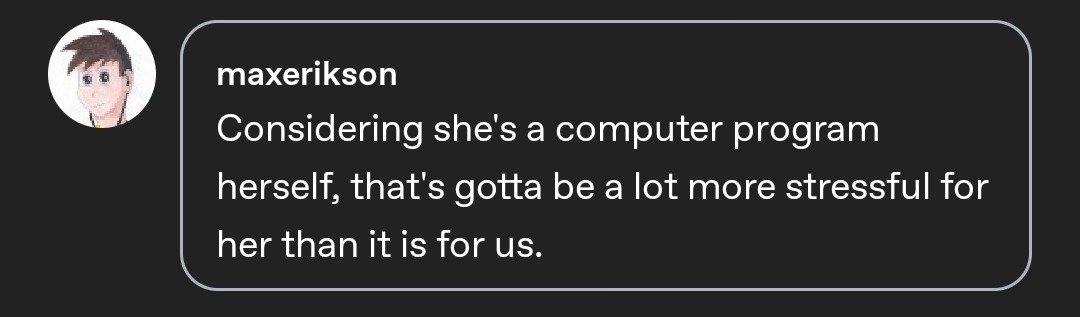 maxerikson
Considering she's a computer program
herself, that's gotta be a lot more stressful for
her than it is for us.